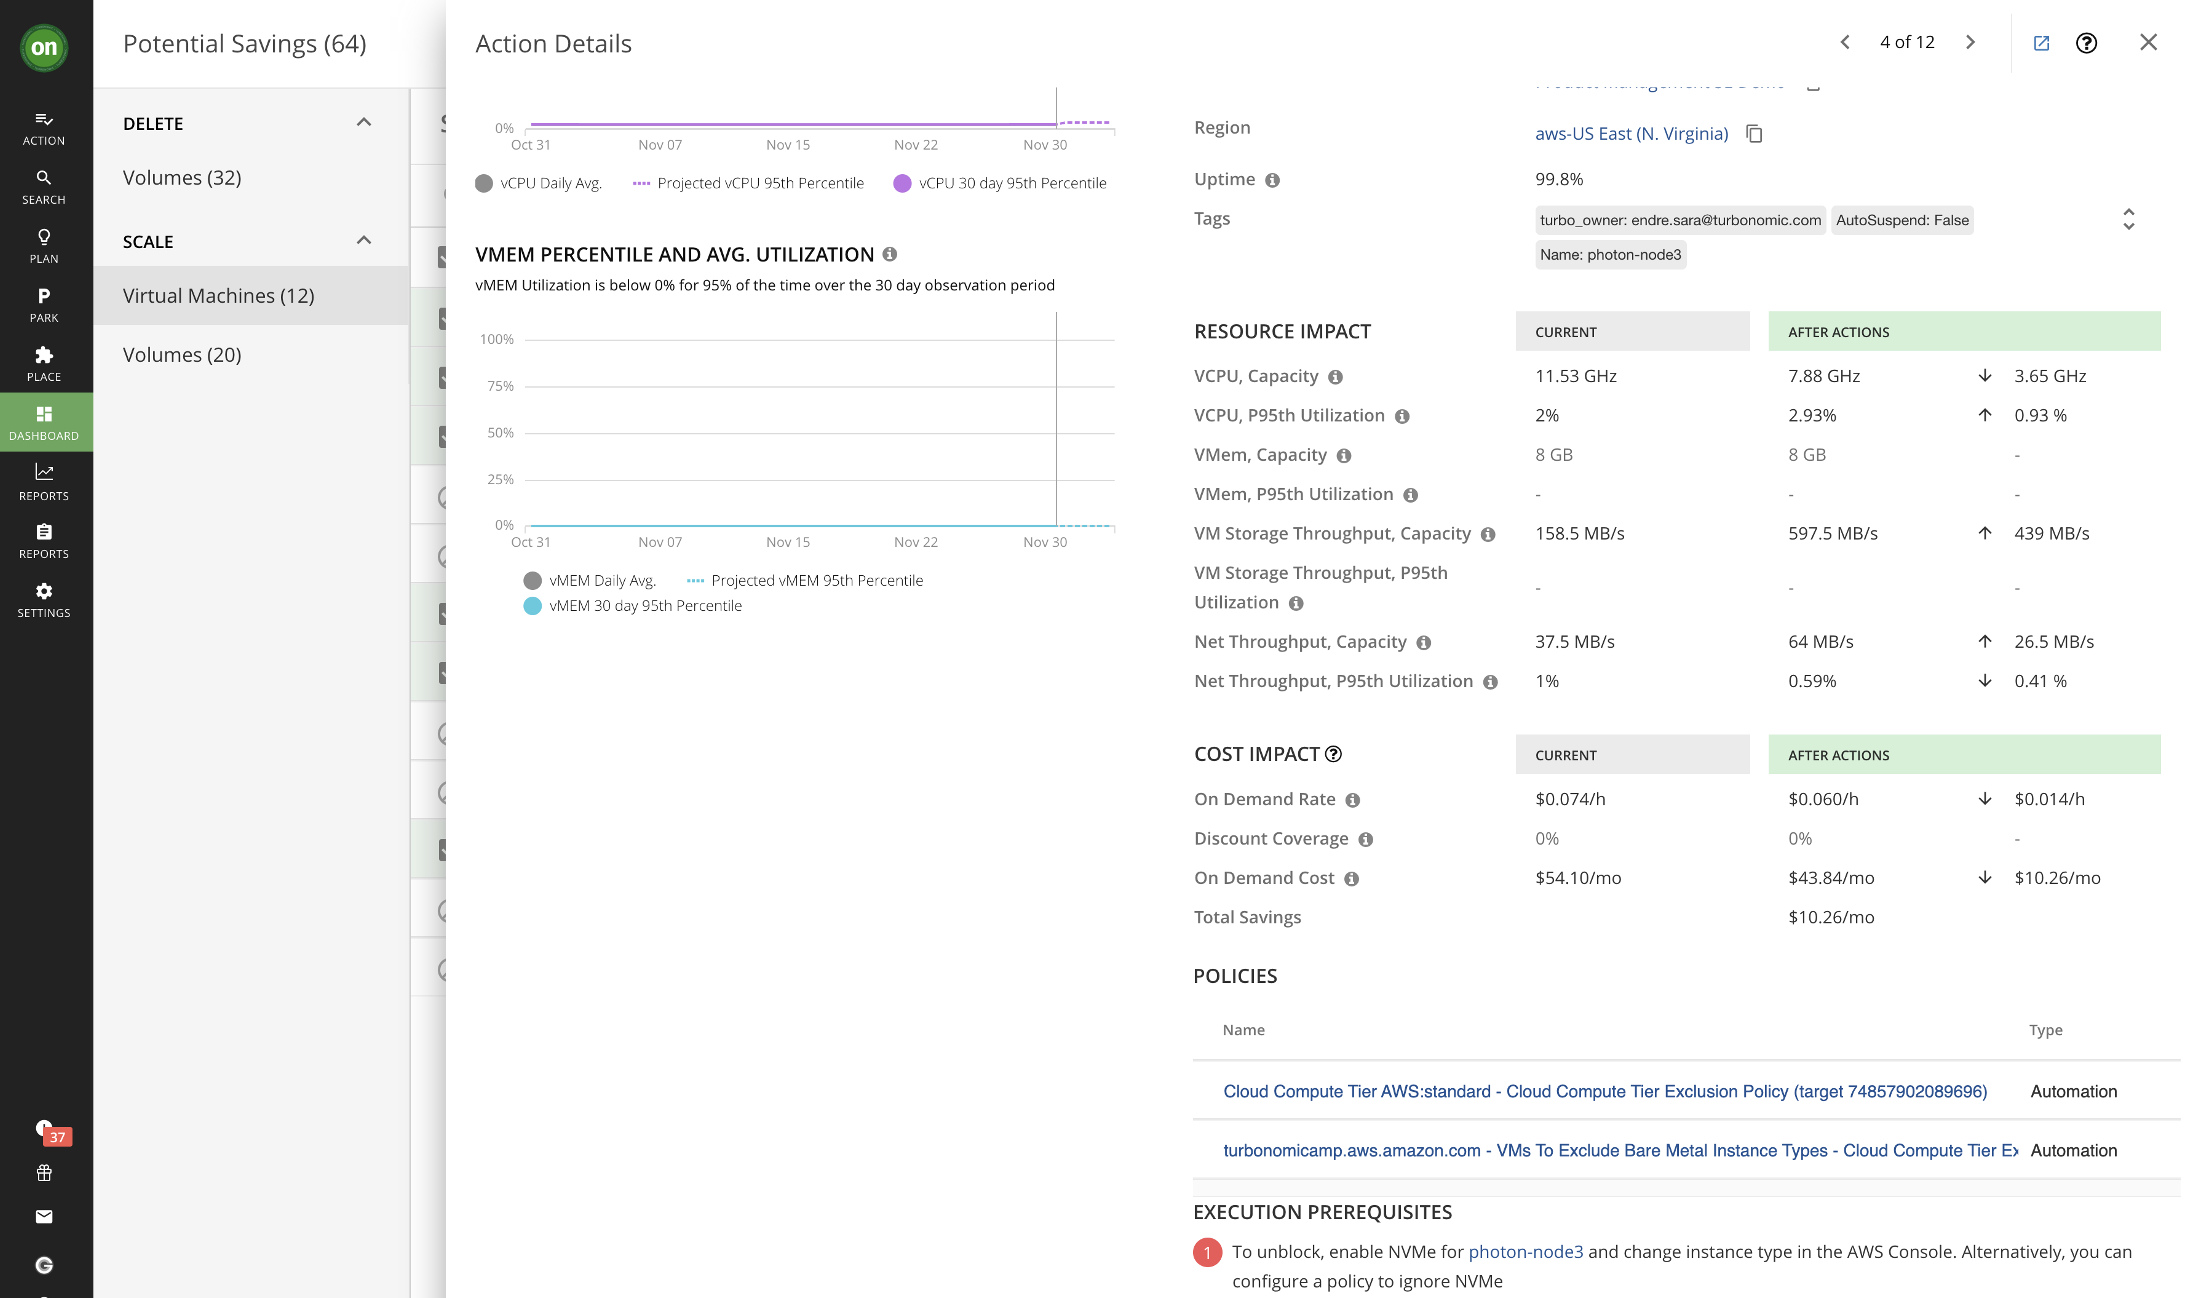 on
ACTION
SEARCH
PLAN
P
PARK
PLACE
DASHBOARD
REPORTS
REPORTS
SETTINGS
37
G
Potential Savings (64)
DELETE
Volumes (32)
SCALE
Virtual Machines (12)
Volumes (20)
Action Details
4 of 12
0%
Oct 31 Nov 07 Nov 15 Nov 22 Nov 30
vCPU Daily Avg. Projected vCPU 95th Percentile vCPU 30 day 95th Percentile
VMEM PERCENTILE AND AVG. UTILIZATION
vMEM Utilization is below 0% for 95% of the time over the 30 day observation period
100%
75%
50%
25%
0%
Oct 31 Nov 07 Nov 15 Nov 22 Nov 30
vMEM Daily Avg. Projected vMEM 95th Percentile
vMEM 30 day 95th Percentile
Region aws-US East (N. Virginia)
Uptime 99.8%
Tags turbo_owner: endre.sara@turbonomic.com AutoSuspend: False
Name: photon-node3
RESOURCE IMPACT CURRENT AFTER ACTIONS
VCPU, Capacity 11.53 GHz 7.88 GHz 3.65 GHz
VCPU, P95th Utilization 2% 2.93% 0.93 %
VMem, Capacity 8 GB 8 GB -
VMem, P95th Utilization - - -
VM Storage Throughput, Capacity 158.5 MB/s 597.5 MB/s 439 MB/s
VM Storage Throughput, P95th
Utilization - - -
Net Throughput, Capacity 37.5 MB/s 64 MB/s 26.5 MB/s
Net Throughput, P95th Utilization 1% 0.59% 0.41 %
COST IMPACT CURRENT AFTER ACTIONS
On Demand Rate $0.074/h $0.060/h $0.014/h
Discount Coverage 0% 0% -
On Demand Cost $54.10/mo $43.84/mo $10.26/mo
Total Savings $10.26/mo
POLICIES
Name Type
Cloud Compute Tier AWS:standard - Cloud Compute Tier Exclusion Policy (target 74857902089696) Automation
turbonomicamp.aws.amazon.com - VMs To Exclude Bare Metal Instance Types - Cloud Compute Tier Ex Automation
EXECUTION PREREQUISITES
1 To unblock, enable NVMe for photon-node3 and change instance type in the AWS Console. Alternatively, you can
configure a policy to ignore NVMe